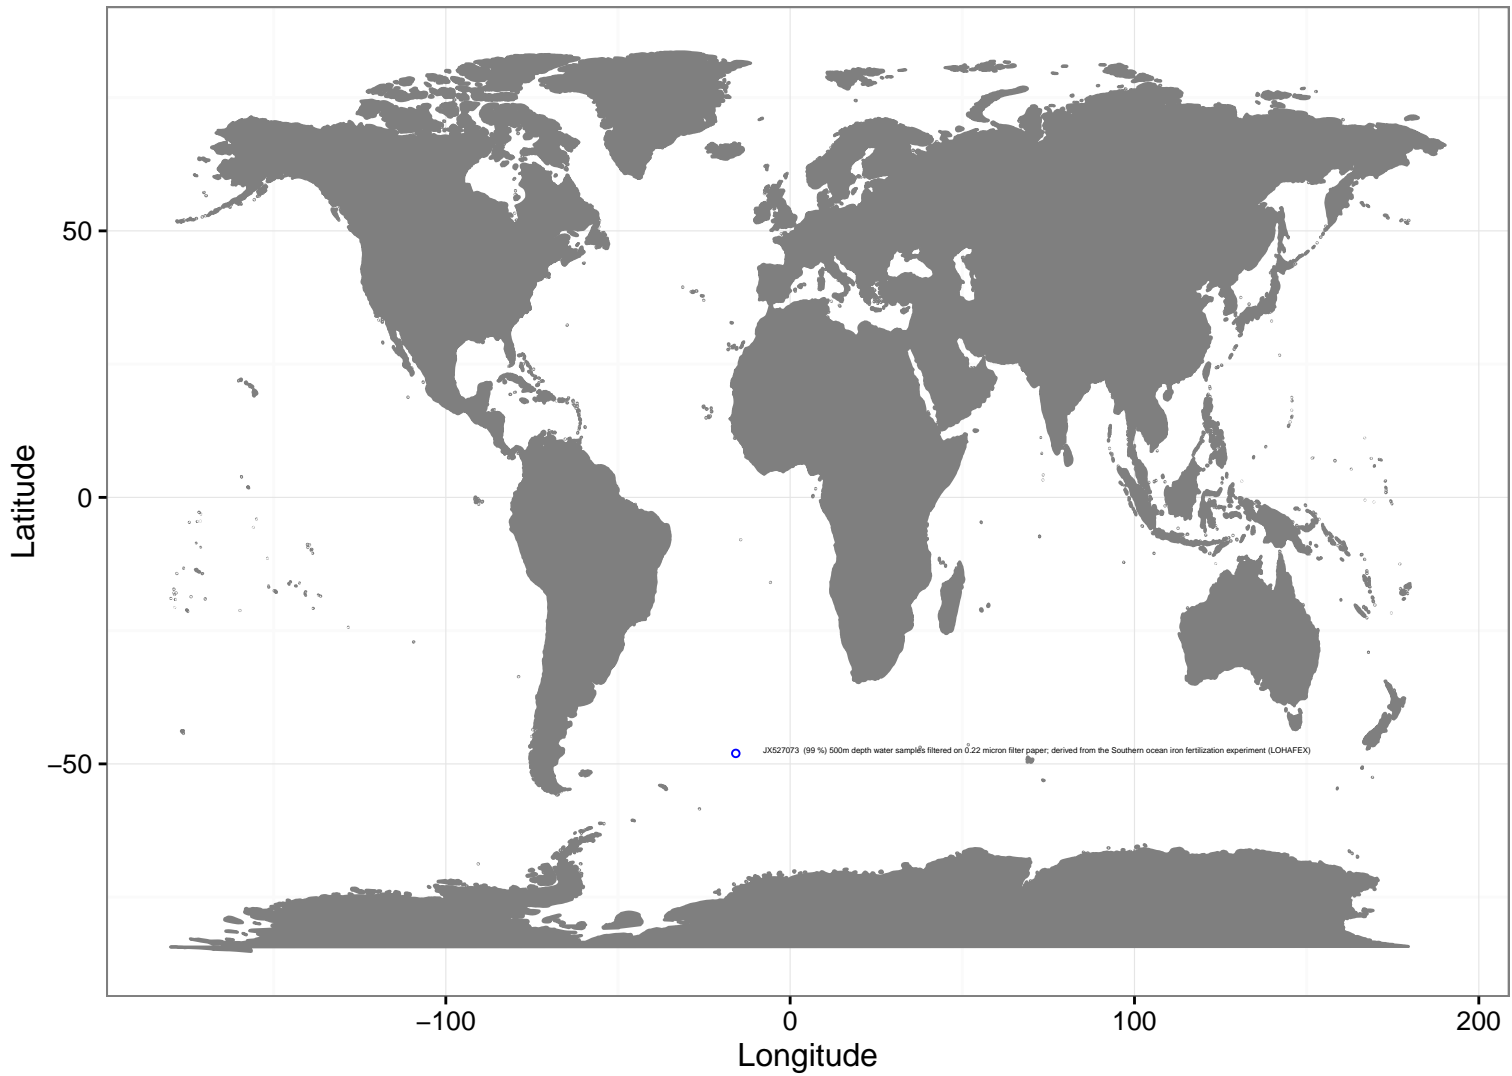 50
0
−50
Latitude
JX527073 (99 %) 500m depth water samples filtered on 0.22 micron filter paper; derived from the Southern ocean iron fertilization experiment (LOHAFEX)
−100 0 100 200
Longitude